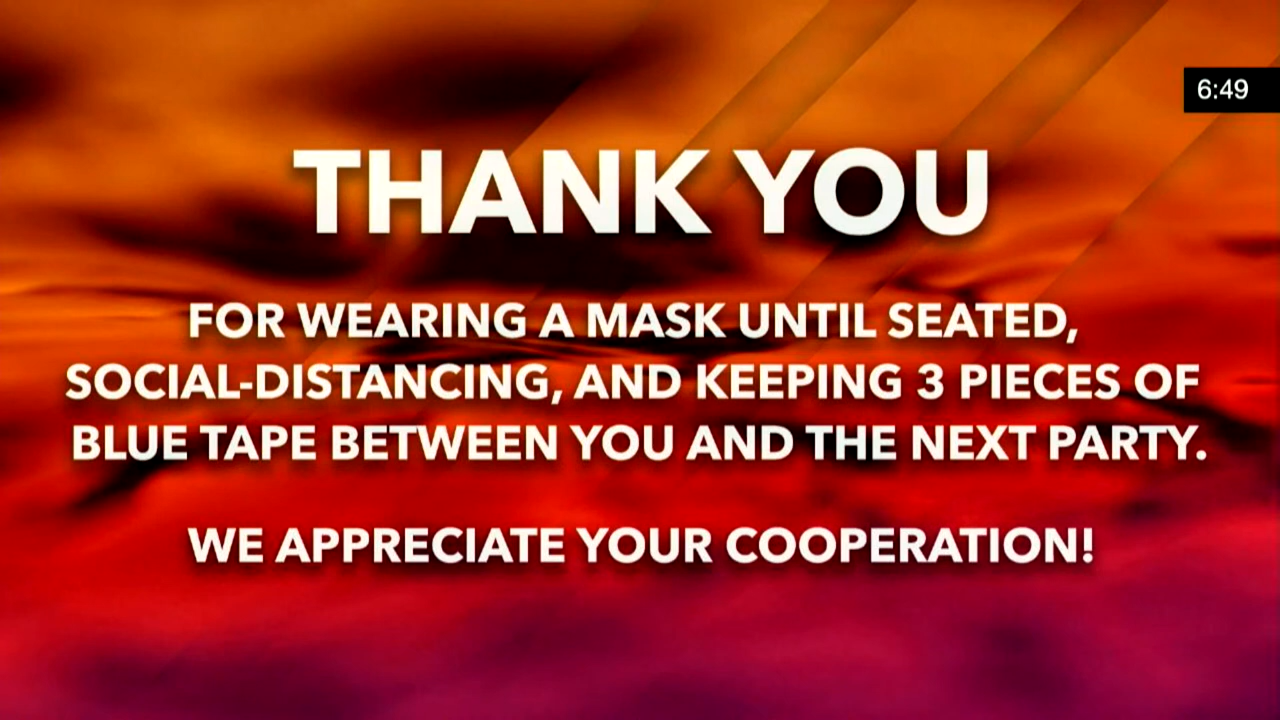 6:49
THANK YOU
FOR WEARING A MASK UNTIL SEATED,
SOCIAL-DISTANCING, AND KEEPING 3 PIECES OF
BLUE TAPE BETWEEN YOU AND THE NEXT PARTY.
WE APPRECIATE YOUR COOPERATION!